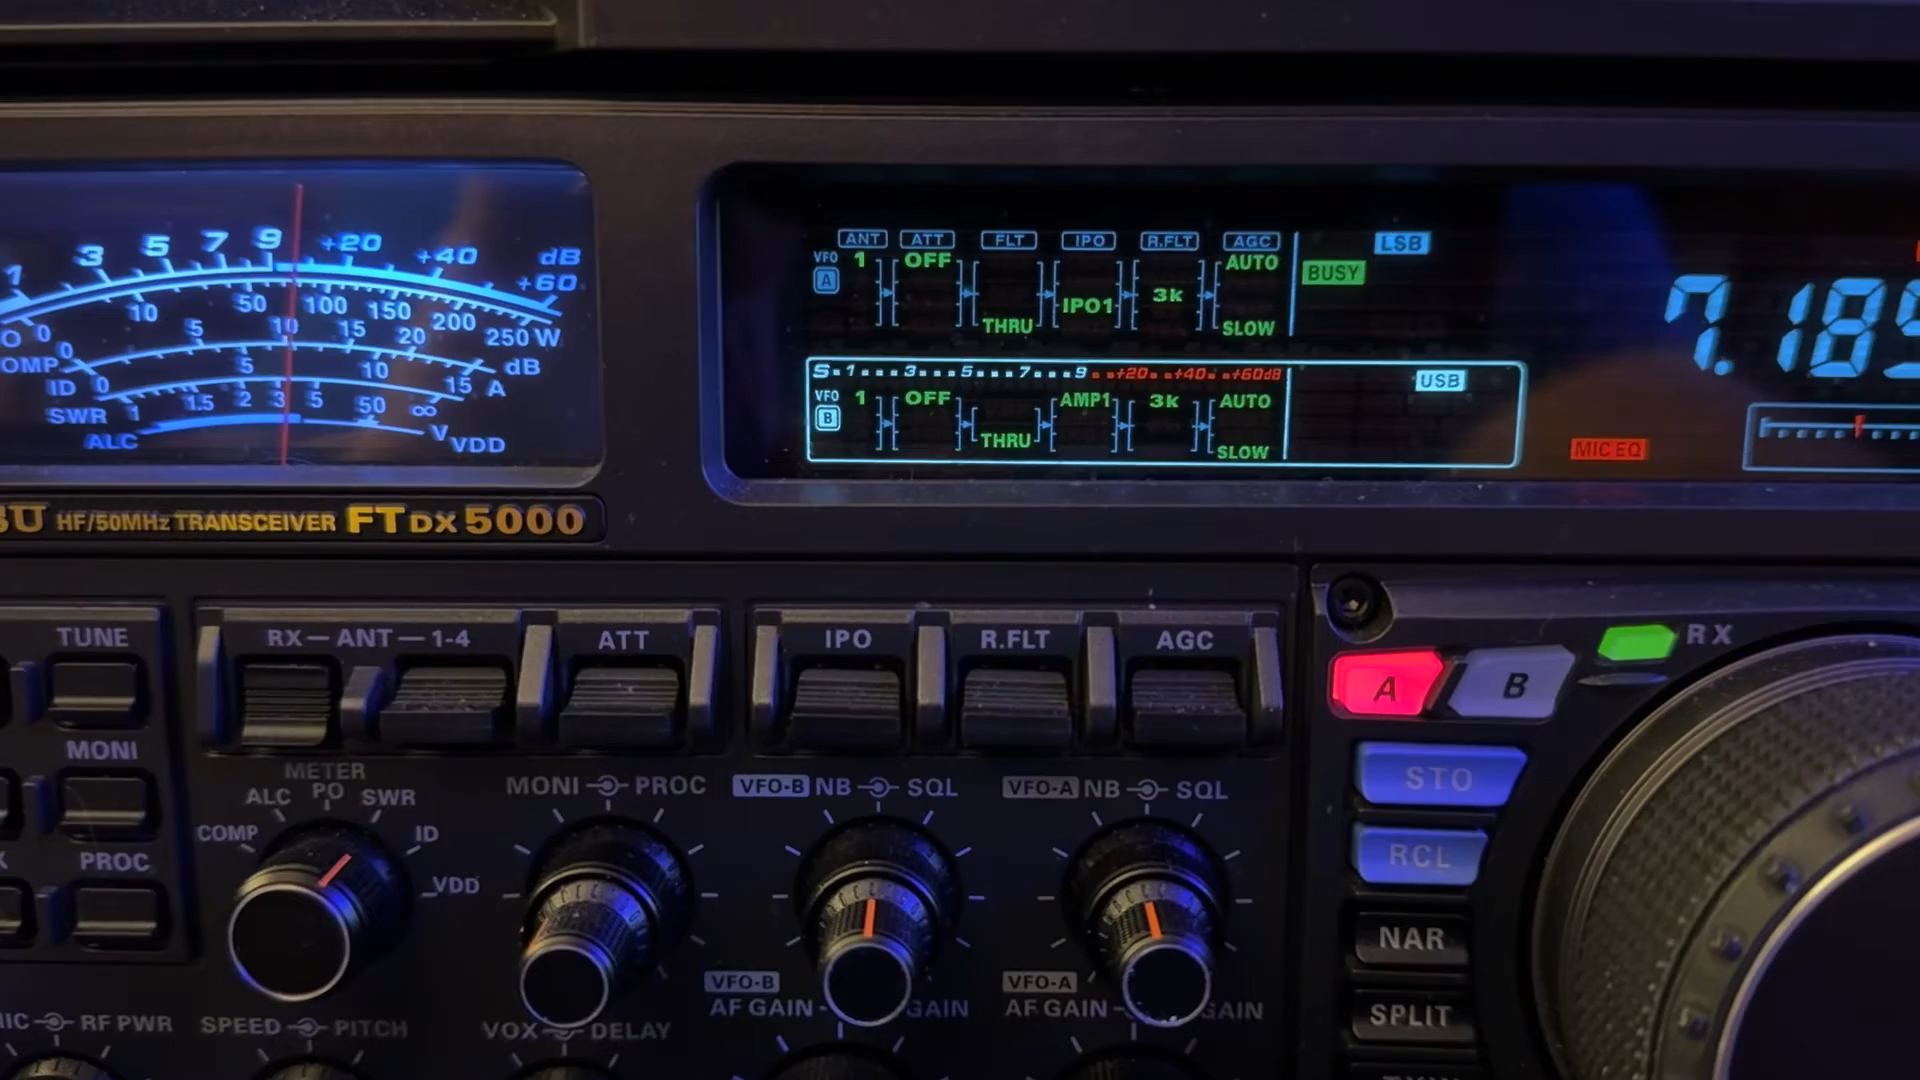 1 3 5 7 9 +20 +40 +60 dB
0 10 50 100 150 200 250 W
0 5 10 15 20 dB
ID 0 5 10 15 A
SWR 1 1.5 2 3 5 50 ∞
ALC V VDD
HF/50MHz TRANSCEIVER FT DX 5000
ANT ATT FLT IPO R.FLT AGC
VFO A 1 OFF THRU IPO1 3k AUTO SLOW
BUSY
LSB
S 1 3 5 7 9 +20 +40 +60dB
VFO B 1 OFF THRU AMP1 3k AUTO SLOW
USB
MIC EQ
7.18
TUNE
MONI
PROC
RX-ANT-1-4
ATT
IPO
R.FLT
AGC
A
B
RX
METER
COMP ALC PO SWR ID VDD
MONI PROC
VFO-B NB SQL
VFO-A NB SQL
STO
RCL
NAR
SPLIT
RF PWR
SPEED PITCH
VOX DELAY
VFO-B
AF GAIN GAIN
VFO-A
AF GAIN GAIN